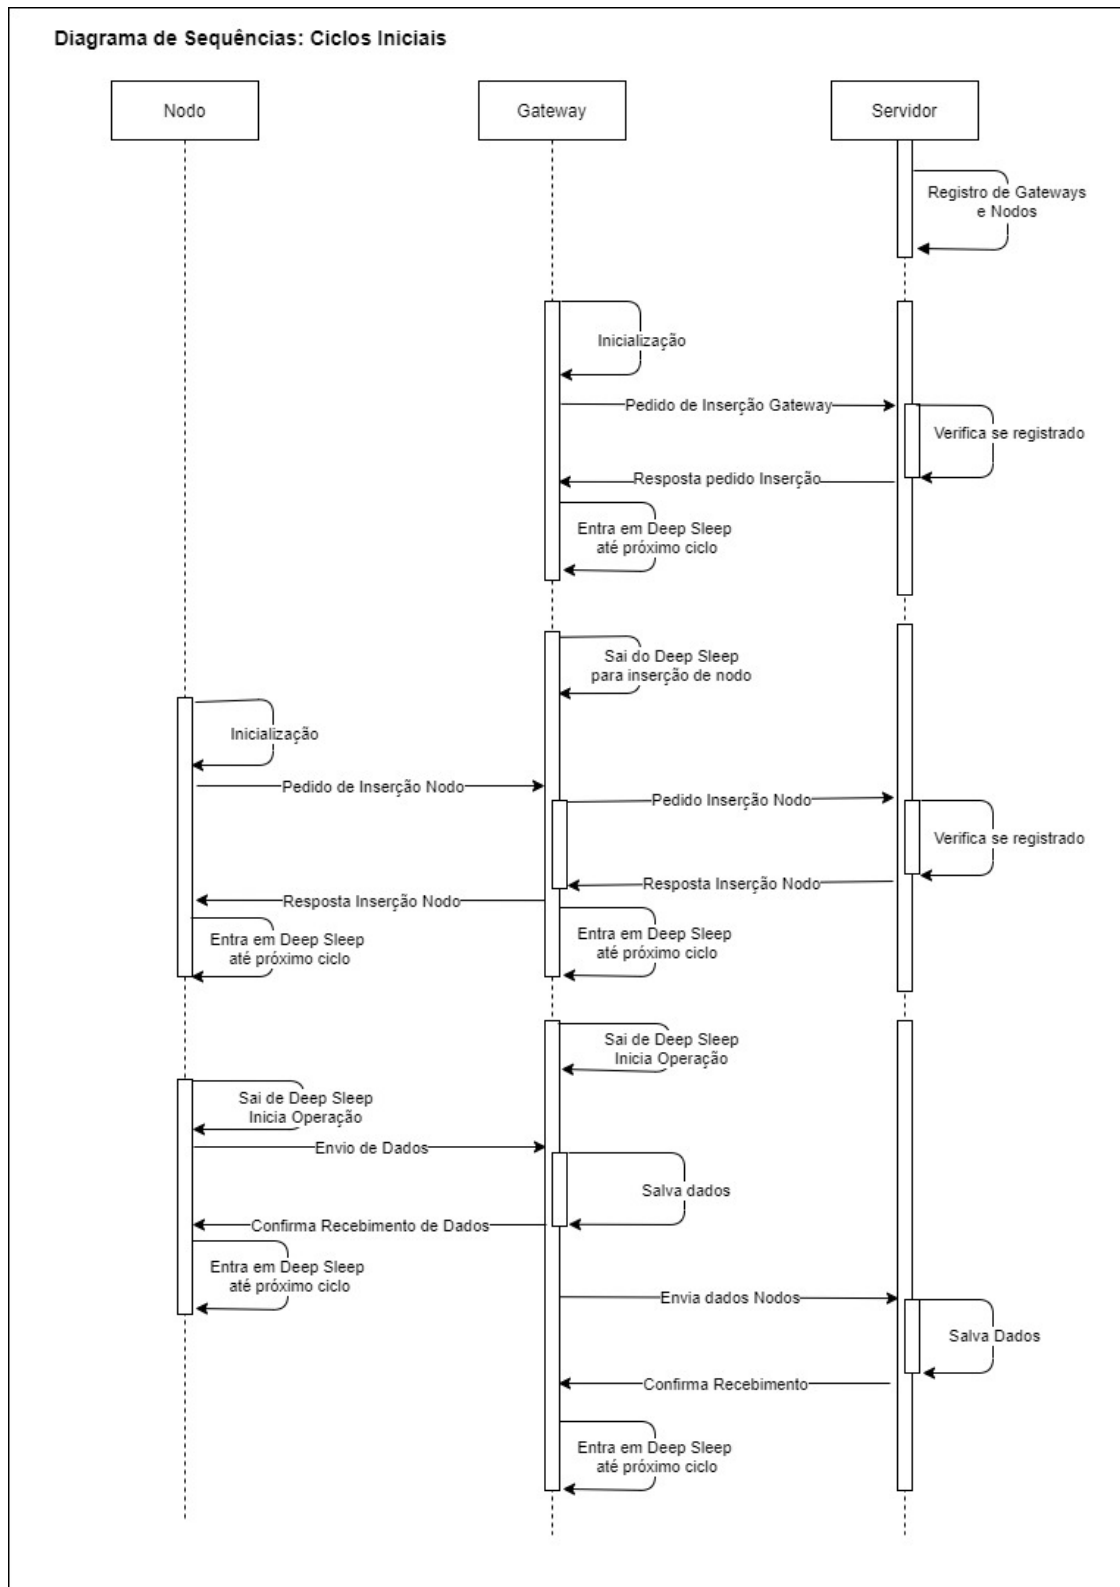 Diagrama de Sequências: Ciclos Iniciais
Nodo
Gateway
Servidor
Registro de Gateways
e Nodos
Inicialização
Pedido de Inserção Gateway
Verifica se registrado
Resposta pedido Inserção
Entra em Deep Sleep
até próximo ciclo
Sai do Deep Sleep
para inserção de nodo
Inicialização
Pedido de Inserção Nodo
Pedido Inserção Nodo
Verifica se registrado
Resposta Inserção Nodo
Resposta Inserção Nodo
Entra em Deep Sleep
até próximo ciclo
Entra em Deep Sleep
até próximo ciclo
Sai de Deep Sleep
Inicia Operação
Sai de Deep Sleep
Inicia Operação
Envio de Dados
Salva dados
Confirma Recebimento de Dados
Entra em Deep Sleep
até próximo ciclo
Envia dados Nodos
Salva Dados
Confirma Recebimento
Entra em Deep Sleep
até próximo ciclo